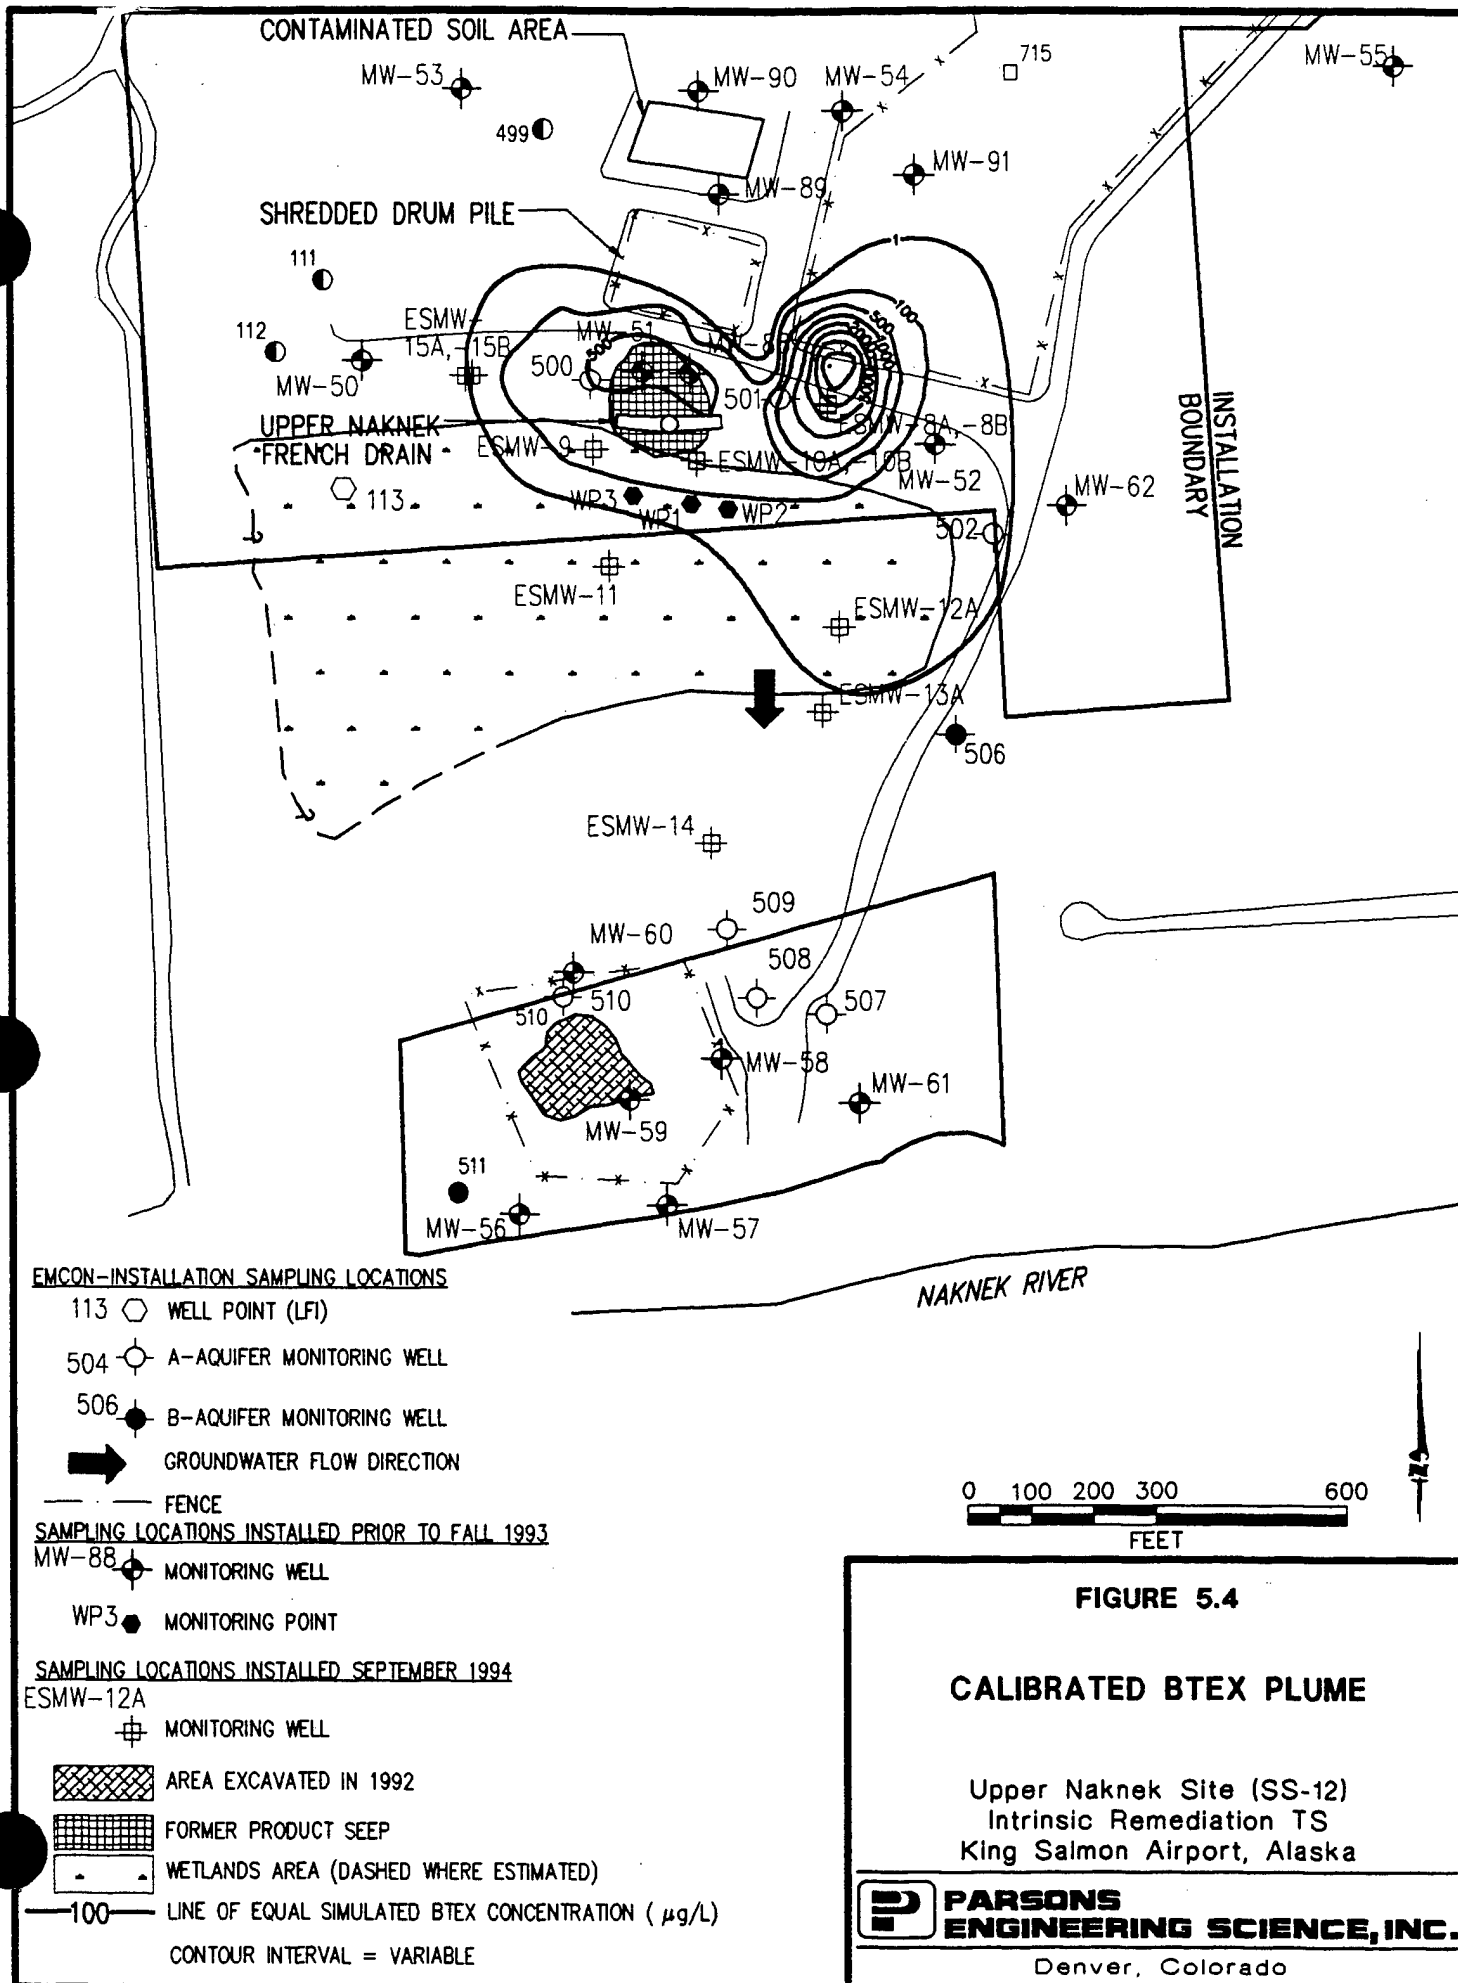 CONTAMINATED SOIL AREA
MW-53
MW-90
MW-54
715
MW-55
499
MW-91
MW-89
SHREDDED DRUM PILE
111
1
100
500
1000
112
ESMW-
15A, -15B
MW-51
500
MW-50
500
501
UPPER NAKNEK
FRENCH DRAIN
ESMW-9
ESMW-8A,-8B
ESMW-10A,-10B
MW-52
INSTALLATION
BOUNDARY
113
WP3
WP1
WP2
MW-62
502
?
ESMW-11
ESMW-12A
ESMW-13A
506
?
ESMW-14
509
MW-60
508
510
510
507
MW-58
MW-61
MW-59
511
MW-56
MW-57
NAKNEK RIVER
EMCON-INSTALLATION SAMPLING LOCATIONS
113 WELL POINT (LFI)
504 A-AQUIFER MONITORING WELL
506 B-AQUIFER MONITORING WELL
GROUNDWATER FLOW DIRECTION
FENCE
SAMPLING LOCATIONS INSTALLED PRIOR TO FALL 1993
MW-88 MONITORING WELL
WP3 MONITORING POINT
SAMPLING LOCATIONS INSTALLED SEPTEMBER 1994
ESMW-12A
MONITORING WELL
AREA EXCAVATED IN 1992
FORMER PRODUCT SEEP
WETLANDS AREA (DASHED WHERE ESTIMATED)
100 LINE OF EQUAL SIMULATED BTEX CONCENTRATION ( µg/L)
CONTOUR INTERVAL = VARIABLE
0 100 200 300 600
FEET
FIGURE 5.4
CALIBRATED BTEX PLUME
Upper Naknek Site (SS-12)
Intrinsic Remediation TS
King Salmon Airport, Alaska
PARSONS
ENGINEERING SCIENCE, INC.
Denver, Colorado